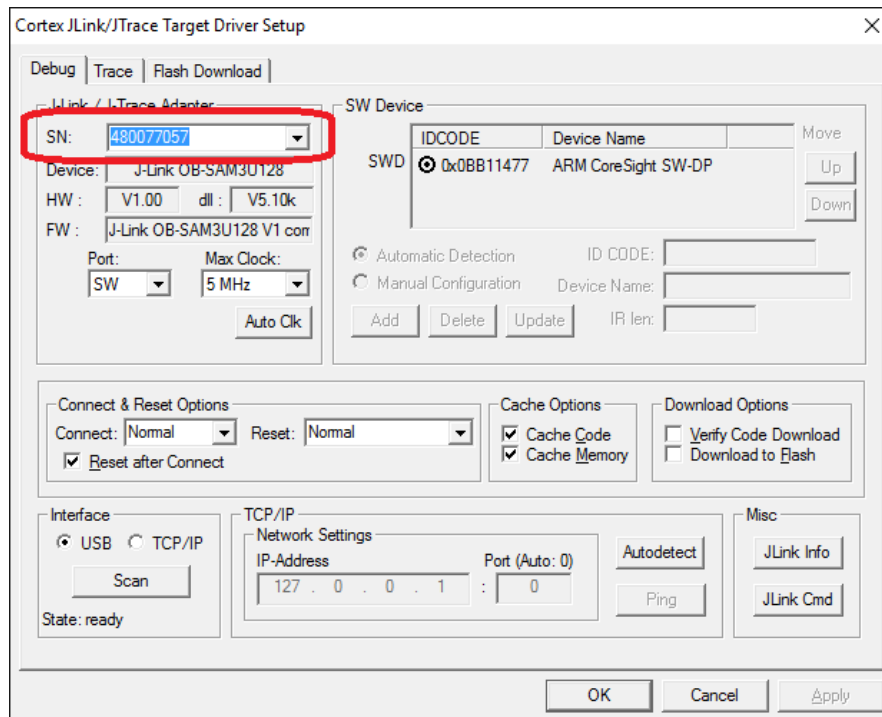 Cortex JLink/JTrace Target Driver Setup
Debug Trace Flash Download
J-Link / J-Trace Adapter
SN: 480077057
Device: J-Link OB-SAM3U128
HW : V1.00 dll : V5.10k
FW : J-Link OB-SAM3U128 V1 com
Port: Max Clock:
SW 5 MHz
Auto Clk
SW Device
IDCODE Device Name
SWD 0x0BB11477 ARM CoreSight SW-DP
Move
Up
Down
Automatic Detection ID CODE:
Manual Configuration Device Name:
Add Delete Update IR len:
Connect & Reset Options
Connect: Normal Reset: Normal
Reset after Connect
Cache Options
Cache Code
Cache Memory
Download Options
Verify Code Download
Download to Flash
Interface
USB TCP/IP
Scan
State: ready
TCP/IP
Network Settings
IP-Address Port (Auto: 0)
127 . 0 . 0 . 1 : 0
Autodetect
Ping
Misc
JLink Info
JLink Cmd
OK Cancel Apply